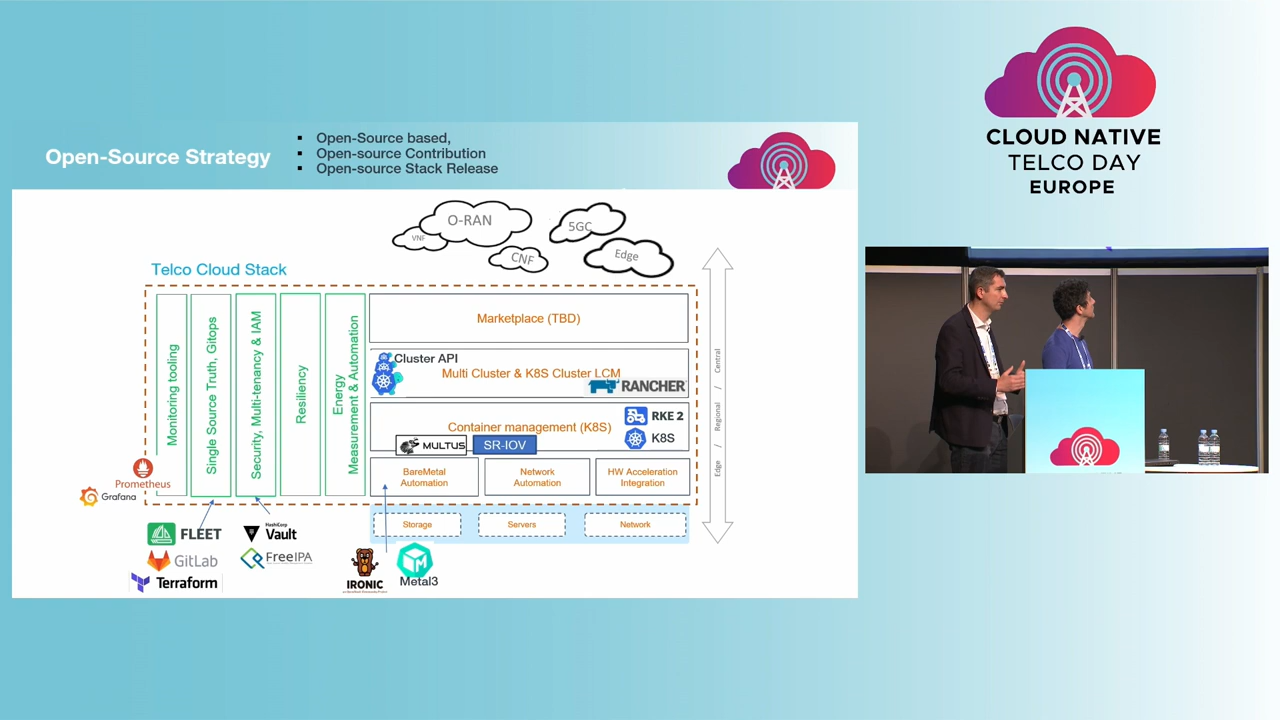 CLOUD NATIVE
TELCO DAY
EUROPE
Open-Source Strategy
▪ Open-Source based,
▪ Open-source Contribution
▪ Open-source Stack Release
O-RAN
VNF
5GC
CNF
Edge
Telco Cloud Stack
Monitoring tooling
Single Source Truth, Gitops
Security, Multi-tenancy & IAM
Resiliency
Energy
Measurement & Automation
Marketplace (TBD)
Cluster API
Multi Cluster & K8S Cluster LCM
RANCHER
Container management (K8S)
RKE 2
K8S
MULTUS
SR-IOV
BareMetal
Automation
Network
Automation
HW Acceleration
Integration
Storage
Servers
Network
Edge / Regional / Central
Prometheus
Grafana
FLEET
GitLab
Terraform
HashiCorp
Vault
FreeIPA
IRONIC
Metal3